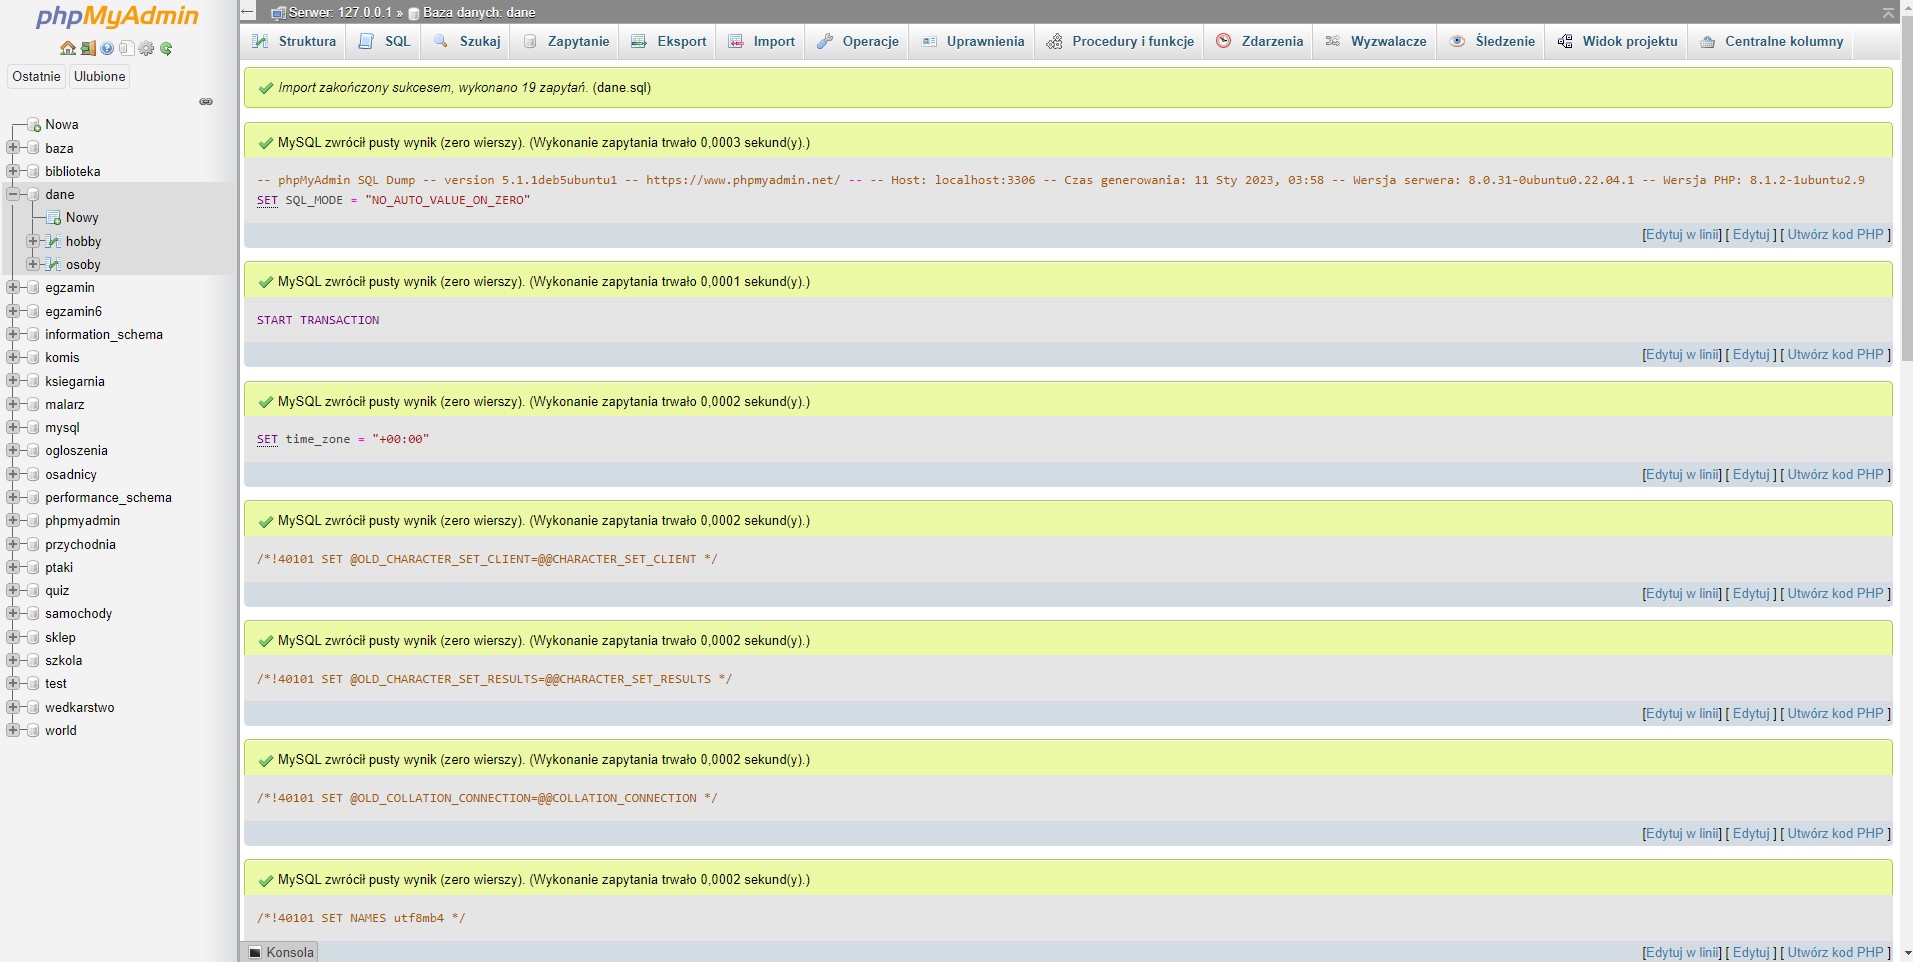 phpMyAdmin
Ostatnie Ulubione
Nowa
baza
biblioteka
dane
Nowy
hobby
osoby
egzamin
egzamin6
information_schema
komis
ksiegarnia
malarz
mysql
ogloszenia
osadnicy
performance_schema
phpmyadmin
przychodnia
ptaki
quiz
samochody
sklep
szkola
test
wedkarstwo
world
Serwer: 127.0.0.1 » Baza danych: dane
Struktura SQL Szukaj Zapytanie Eksport Import Operacje Uprawnienia Procedury i funkcje Zdarzenia Wyzwalacze Śledzenie Widok projektu Centralne kolumny
Import zakończony sukcesem, wykonano 19 zapytań. (dane.sql)
MySQL zwrócił pusty wynik (zero wierszy). (Wykonanie zapytania trwało 0,0003 sekund(y).)
-- phpMyAdmin SQL Dump -- version 5.1.1deb5ubuntu1 -- https://www.phpmyadmin.net/ -- -- Host: localhost:3306 -- Czas generowania: 11 Sty 2023, 03:58 -- Wersja serwera: 8.0.31-0ubuntu0.22.04.1 -- Wersja PHP: 8.1.2-1ubuntu2.9
SET SQL_MODE = "NO_AUTO_VALUE_ON_ZERO"
[Edytuj w linii] [ Edytuj ] [ Utwórz kod PHP ]
MySQL zwrócił pusty wynik (zero wierszy). (Wykonanie zapytania trwało 0,0001 sekund(y).)
START TRANSACTION
[Edytuj w linii] [ Edytuj ] [ Utwórz kod PHP ]
MySQL zwrócił pusty wynik (zero wierszy). (Wykonanie zapytania trwało 0,0002 sekund(y).)
SET time_zone = "+00:00"
[Edytuj w linii] [ Edytuj ] [ Utwórz kod PHP ]
MySQL zwrócił pusty wynik (zero wierszy). (Wykonanie zapytania trwało 0,0002 sekund(y).)
/*!40101 SET @OLD_CHARACTER_SET_CLIENT=@@CHARACTER_SET_CLIENT */
[Edytuj w linii] [ Edytuj ] [ Utwórz kod PHP ]
MySQL zwrócił pusty wynik (zero wierszy). (Wykonanie zapytania trwało 0,0002 sekund(y).)
/*!40101 SET @OLD_CHARACTER_SET_RESULTS=@@CHARACTER_SET_RESULTS */
[Edytuj w linii] [ Edytuj ] [ Utwórz kod PHP ]
MySQL zwrócił pusty wynik (zero wierszy). (Wykonanie zapytania trwało 0,0002 sekund(y).)
/*!40101 SET @OLD_COLLATION_CONNECTION=@@COLLATION_CONNECTION */
[Edytuj w linii] [ Edytuj ] [ Utwórz kod PHP ]
MySQL zwrócił pusty wynik (zero wierszy). (Wykonanie zapytania trwało 0,0002 sekund(y).)
/*!40101 SET NAMES utf8mb4 */
[Edytuj w linii] [ Edytuj ] [ Utwórz kod PHP ]
Konsola